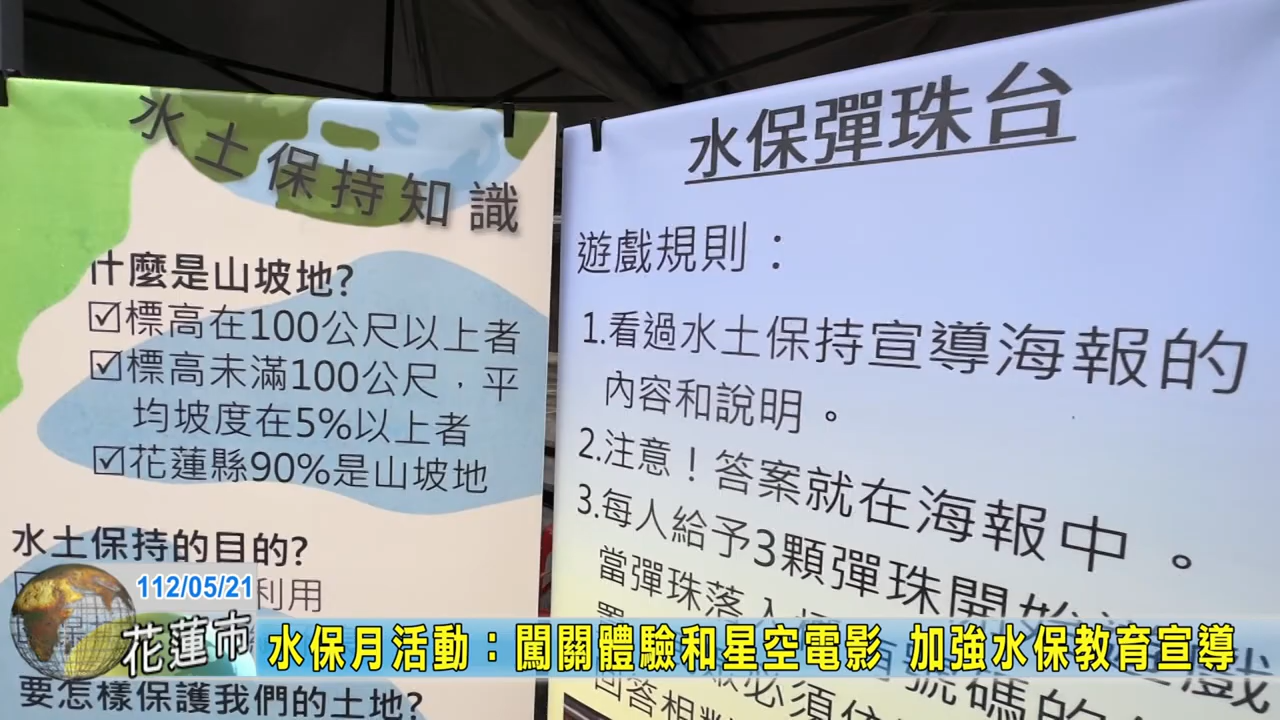 水土保持知識
什麼是山坡地?
☑標高在100公尺以上者
☑標高未滿100公尺，平
均坡度在5%以上者
☑花蓮縣90%是山坡地
水土保持的目的?
利用
要怎樣保護我們的土地?
水保彈珠台
遊戲規則：
1.看過水土保持宣導海報的
內容和說明。
2.注意！答案就在海報中。
3.每人給予3顆彈珠開始遊戲
當彈珠落入
回答相對
112/05/21
花蓮市
水保月活動：闖關體驗和星空電影 加強水保教育宣導